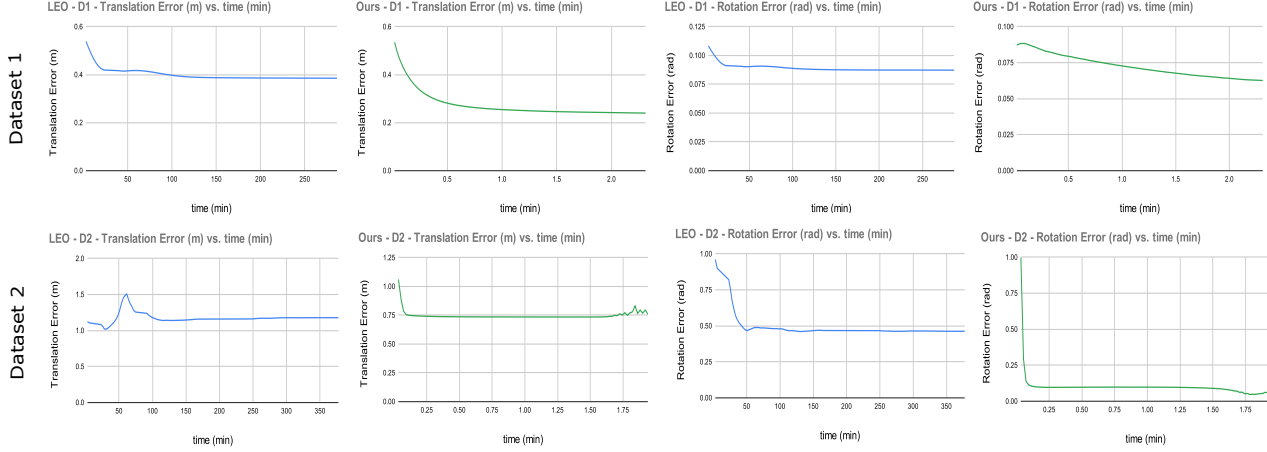 LEO - D1 - Translation Error (m) vs. time (min)
Ours - D1 - Translation Error (m) vs. time (min)
LEO - D1 - Rotation Error (rad) vs. time (min)
Ours - D1 - Rotation Error (rad) vs. time (min)
Dataset 1
Translation Error (m)
0.6
0.4
0.2
0.0
50 100 150 200 250
time (min)
Translation Error (m)
0.6
0.4
0.2
0.0
0.5 1.0 1.5 2.0
time (min)
Rotation Error (rad)
0.125
0.100
0.075
0.050
0.025
0.000
50 100 150 200 250
time (min)
Rotation Error (rad)
0.100
0.075
0.050
0.025
0.000
0.5 1.0 1.5 2.0
time (min)
LEO - D2 - Translation Error (m) vs. time (min)
Ours - D2 - Translation Error (m) vs. time (min)
LEO - D2 - Rotation Error (rad) vs. time (min)
Ours - D2 - Rotation Error (rad) vs. time (min)
Dataset 2
Translation Error (m)
2.0
1.5
1.0
0.5
0.0
50 100 150 200 250 300 350
time (min)
Translation Error (m)
1.25
1.00
0.75
0.50
0.25
0.00
0.25 0.50 0.75 1.00 1.25 1.50 1.75
time (min)
Rotation Error (rad)
1.00
0.75
0.50
0.25
0.00
50 100 150 200 250 300 350
time (min)
Rotation Error (rad)
1.00
0.75
0.50
0.25
0.00
0.25 0.50 0.75 1.00 1.25 1.50 1.75
time (min)